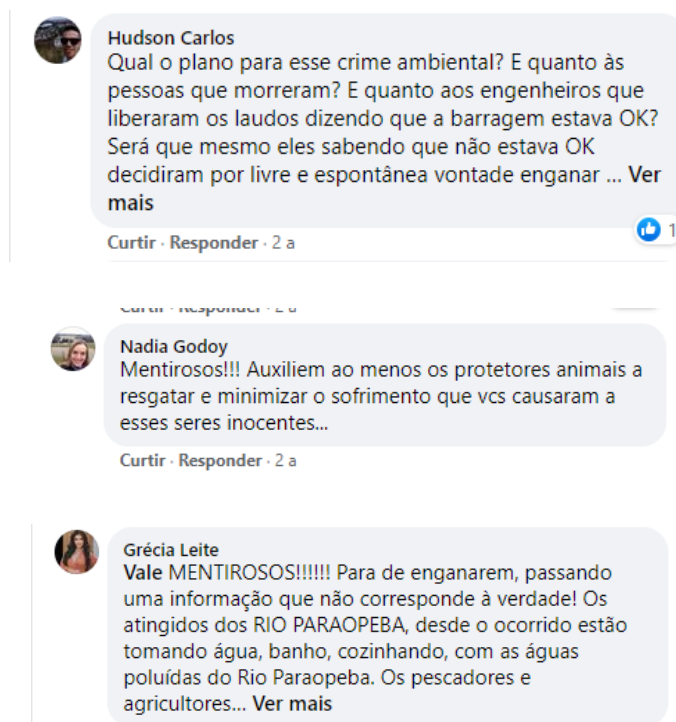 Hudson Carlos
Qual o plano para esse crime ambiental? E quanto às
pessoas que morreram? E quanto aos engenheiros que
liberaram os laudos dizendo que a barragem estava OK?
Será que mesmo eles sabendo que não estava OK
decidiram por livre e espontânea vontade enganar ... Ver
mais
Curtir · Responder · 2 a
1
Curtir · Responder · 2 a
Nadia Godoy
Mentirosos!!! Auxiliem ao menos os protetores animais a
resgatar e minimizar o sofrimento que vcs causaram a
esses seres inocentes...
Curtir · Responder · 2 a
Grécia Leite
Vale MENTIROSOS!!!!!! Para de enganarem, passando
uma informação que não corresponde à verdade! Os
atingidos dos RIO PARAOPEBA, desde o ocorrido estão
tomando água, banho, cozinhando, com as águas
poluídas do Rio Paraopeba. Os pescadores e
agricultores... Ver mais